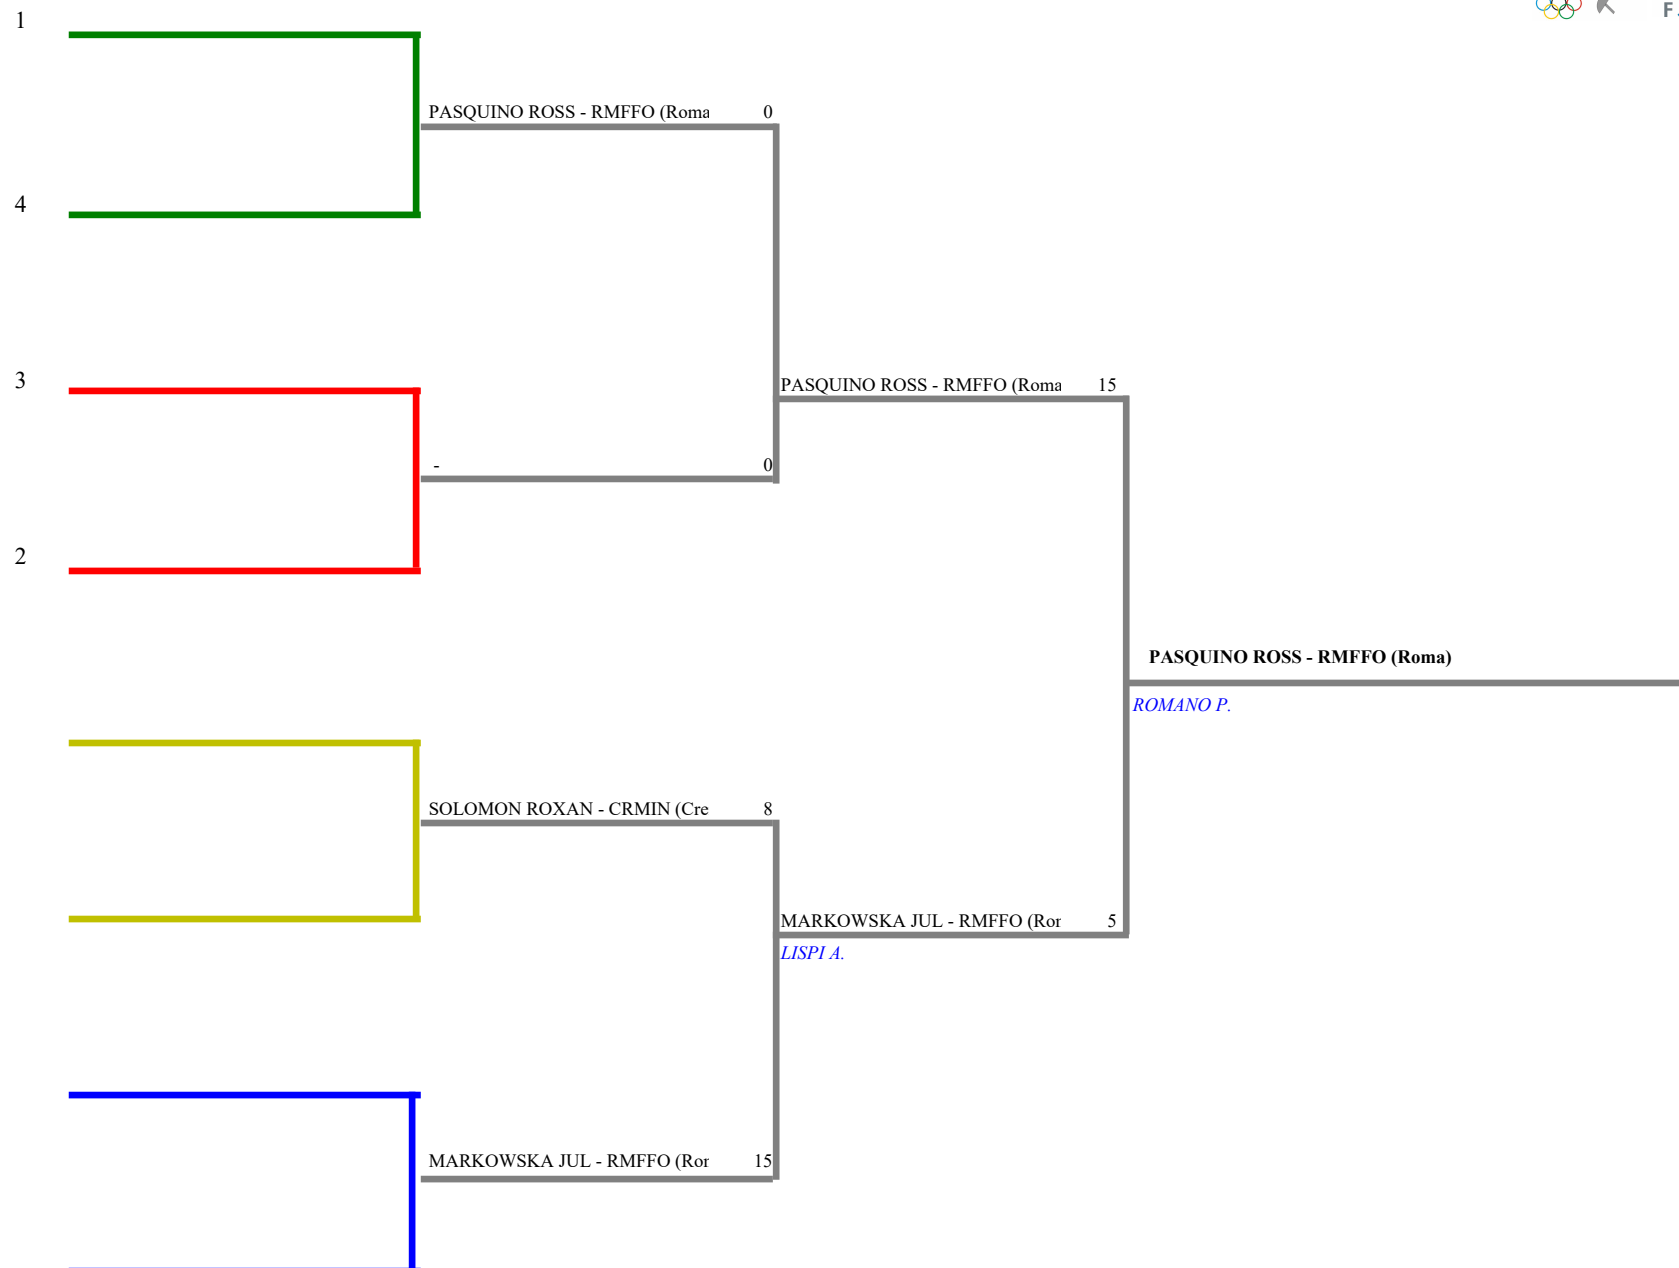 1
PASQUINO ROSS - RMFFO (Roma 0
4
3
PASQUINO ROSS - RMFFO (Roma 15
- 0
2
PASQUINO ROSS - RMFFO (Roma)
ROMANO P.
SOLOMON ROXAN - CRMIN (Cre 8
MARKOWSKA JUL - RMFFO (Ror 5
LISPI A.
MARKOWSKA JUL - RMFFO (Ror 15